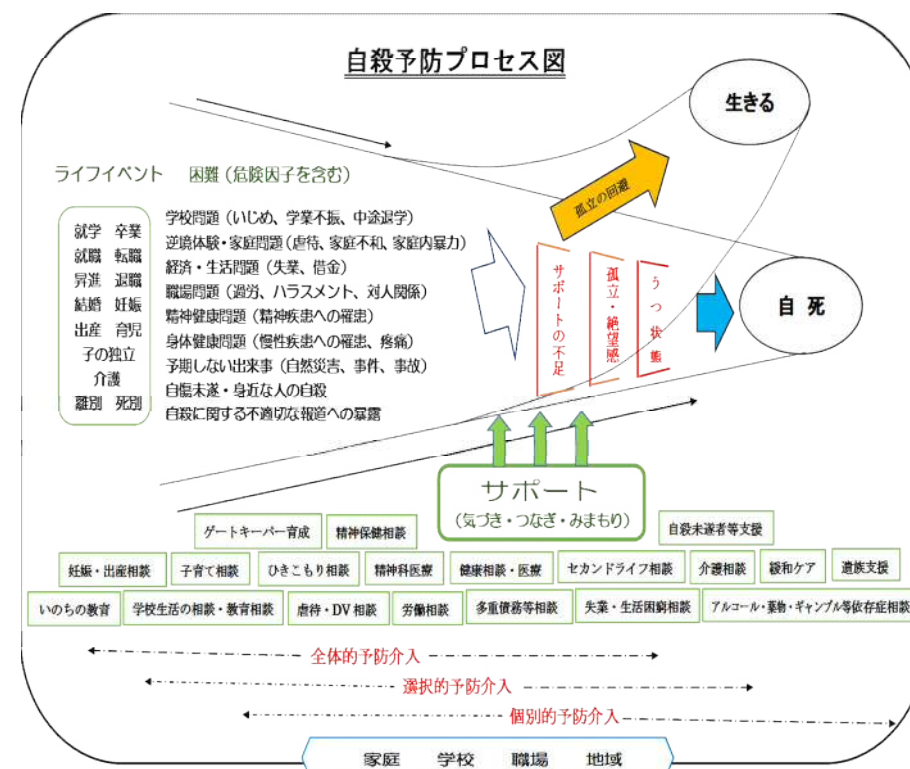 自殺予防プロセス図
生きる
孤立の回避
ライフイベント　困難（危険因子を含む）
就学　卒業
就職　転職
昇進　退職
結婚　妊娠
出産　育児
子の独立
介護
離別　死別
学校問題（いじめ、学業不振、中途退学）
逆境体験・家庭問題（虐待、家庭不和、家庭内暴力）
経済・生活問題（失業、借金）
職場問題（過労、ハラスメント、対人関係）
精神健康問題（精神疾患への罹患）
身体健康問題（慢性疾患への罹患、疼痛）
予期しない出来事（自然災害、事件、事故）
自傷未遂・身近な人の自殺
自殺に関する不適切な報道への暴露
サポートの不足
孤立・絶望感
うつ状態
自死
サポート
（気づき・つなぎ・みまもり）
ゲートキーパー育成　精神保健相談　自殺未遂者等支援
妊娠・出産相談　子育て相談　ひきこもり相談　精神科医療　健康相談・医療　セカンドライフ相談　介護相談　緩和ケア　遺族支援
いのちの教育　学校生活の相談・教育相談　虐待・DV相談　労働相談　多重債務等相談　失業・生活困窮相談　アルコール・薬物・ギャンブル等依存症相談
全体的予防介入
選択的予防介入
個別的予防介入
家庭　学校　職場　地域